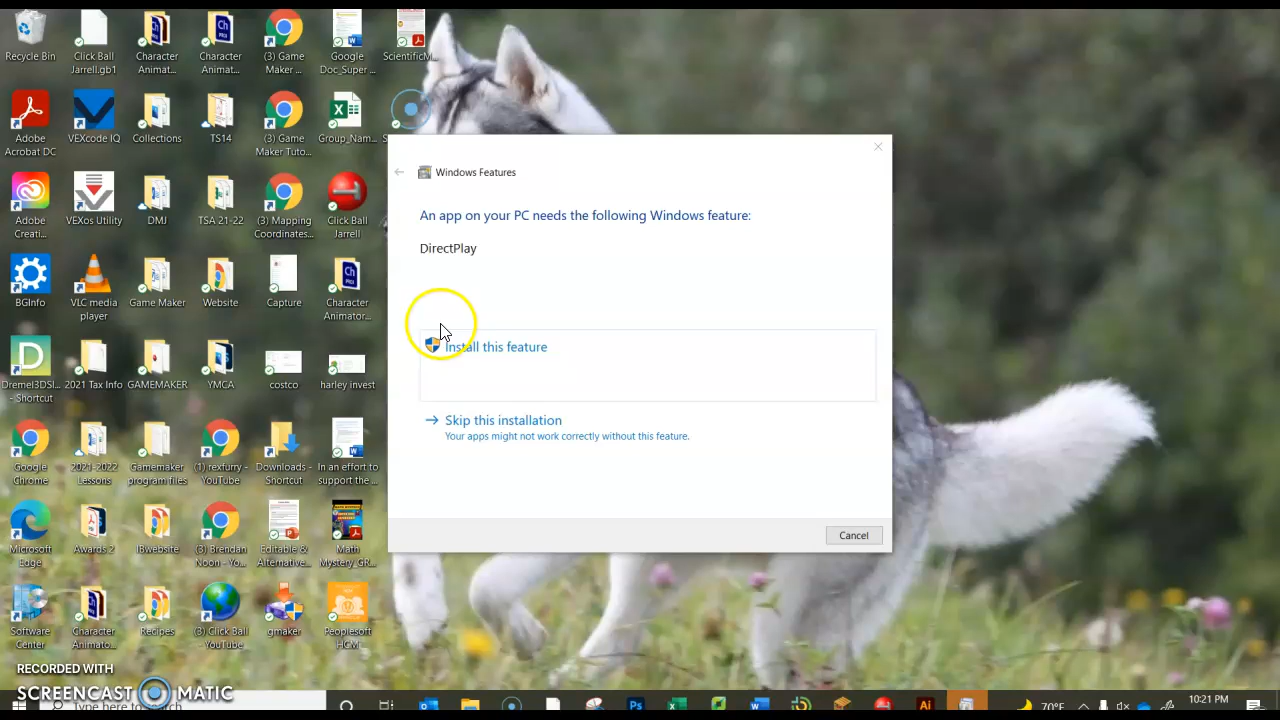 Recycle Bin
Click Ball
Jarrell.gb1
Character
Animat...
Character
Animat...
(3) Game
Maker ...
Google
Doc_Super ...
ScientificM...
Adobe
Acrobat DC
VEXcode IQ
Collections
TS14
(3) Game
Maker Tuto...
Group_Nam...
Adobe
Creati...
VEXos Utility
DMJ
TSA 21-22
(3) Mapping
Coordinates...
Click Ball
Jarrell
BGInfo
VLC media
player
Game Maker
Website
Capture
Character
Animator...
Dremel3DSl...
- Shortcut
2021 Tax Info
GAMEMAKER
YMCA
costco
harley invest
Google
Chrome
2021-2022
Lessons
Gamemaker
program files
(1) rexfurry -
YouTube
Downloads -
Shortcut
In an effort to
support the ...
Microsoft
Edge
Awards 2
IBwebsite
(3) Brendan
Noon - Yo...
Editable &
Alternative...
Math
Mystery_GR...
Software
Center
Character
Animato...
Recipes
(3) Click Ball
- YouTube
gmaker
Peoplesoft
HCM
Windows Features
An app on your PC needs the following Windows feature:
DirectPlay
Install this feature
Skip this installation
Your apps might not work correctly without this feature.
Cancel
RECORDED WITH
SCREENCAST MATIC
Type here to search
70°F
10:21 PM